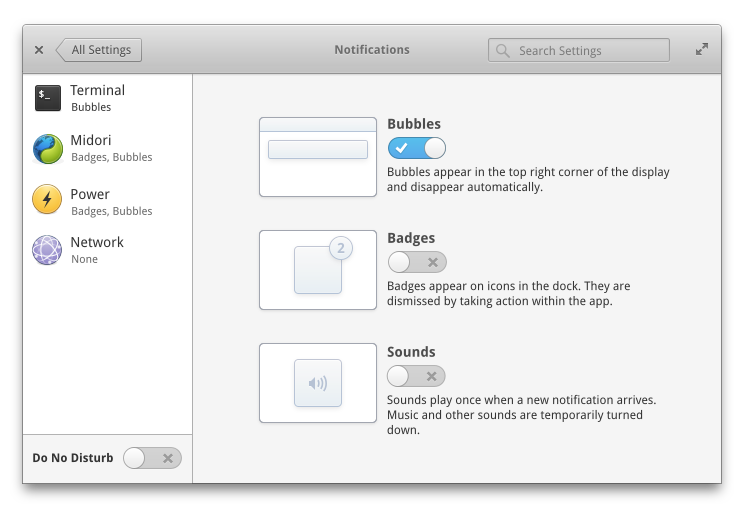 All Settings
Notifications
Search Settings
$_
Terminal
Bubbles
Midori
Badges, Bubbles
Power
Badges, Bubbles
Network
None
Do No Disturb
Bubbles
Bubbles appear in the top right corner of the display
and disappear automatically.
2
Badges
Badges appear on icons in the dock. They are
dismissed by taking action within the app.
Sounds
Sounds play once when a new notification arrives.
Music and other sounds are temporarily turned
down.